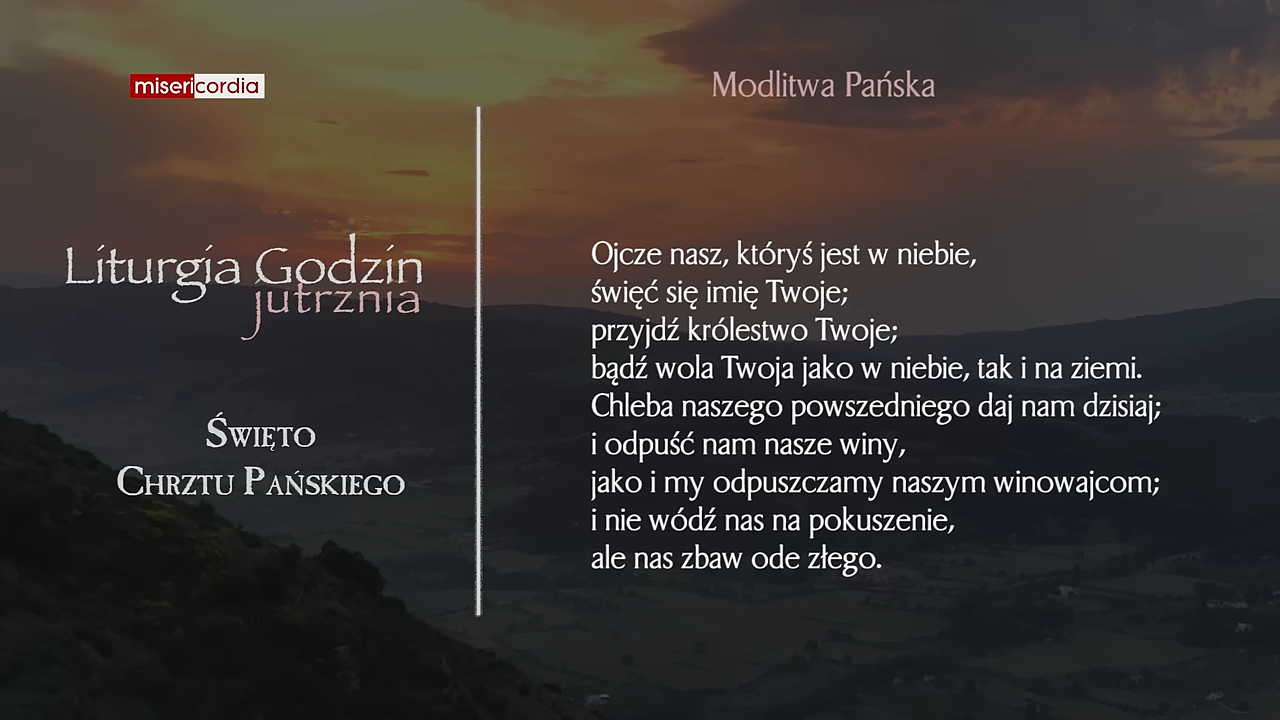 misericordia
Liturgia Godzin
jutrznia
Święto
Chrztu Pańskiego
Modlitwa Pańska
Ojcze nasz, któryś jest w niebie,
święć się imię Twoje;
przyjdź królestwo Twoje;
bądź wola Twoja jako w niebie, tak i na ziemi.
Chleba naszego powszedniego daj nam dzisiaj;
i odpuść nam nasze winy,
jako i my odpuszczamy naszym winowajcom;
i nie wódź nas na pokuszenie,
ale nas zbaw ode złego.